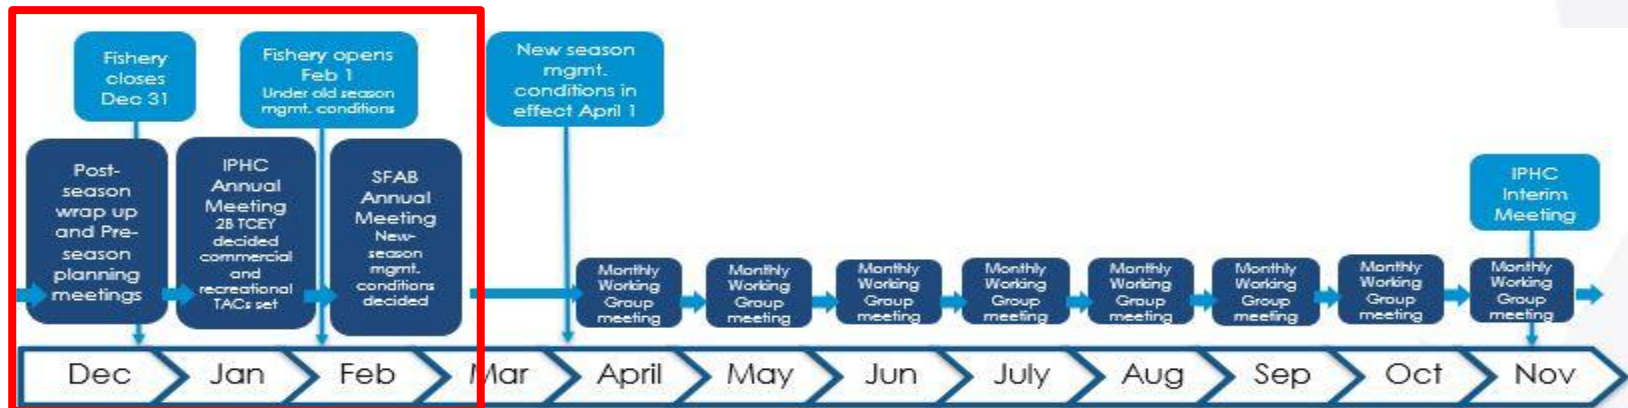 Fishery
closes
Dec 31
Fishery opens
Feb 1
Under old season
mgmt. conditions
New season
mgmt.
conditions in
effect April 1
Post-
season
wrap up
and Pre-
season
planning
meetings
IPHC
Annual
Meeting
2B TCEY
decided
commercial
and
recreational
TACs set
SFAB
Annual
Meeting
New-
season
mgmt.
conditions
decided
IPHC
Interim
Meeting
Monthly
Working
Group
meeting
Monthly
Working
Group
meeting
Monthly
Working
Group
meeting
Monthly
Working
Group
meeting
Monthly
Working
Group
meeting
Monthly
Working
Group
meeting
Monthly
Working
Group
meeting
Monthly
Working
Group
meeting
Dec Jan Feb Mar April May Jun July Aug Sep Oct Nov